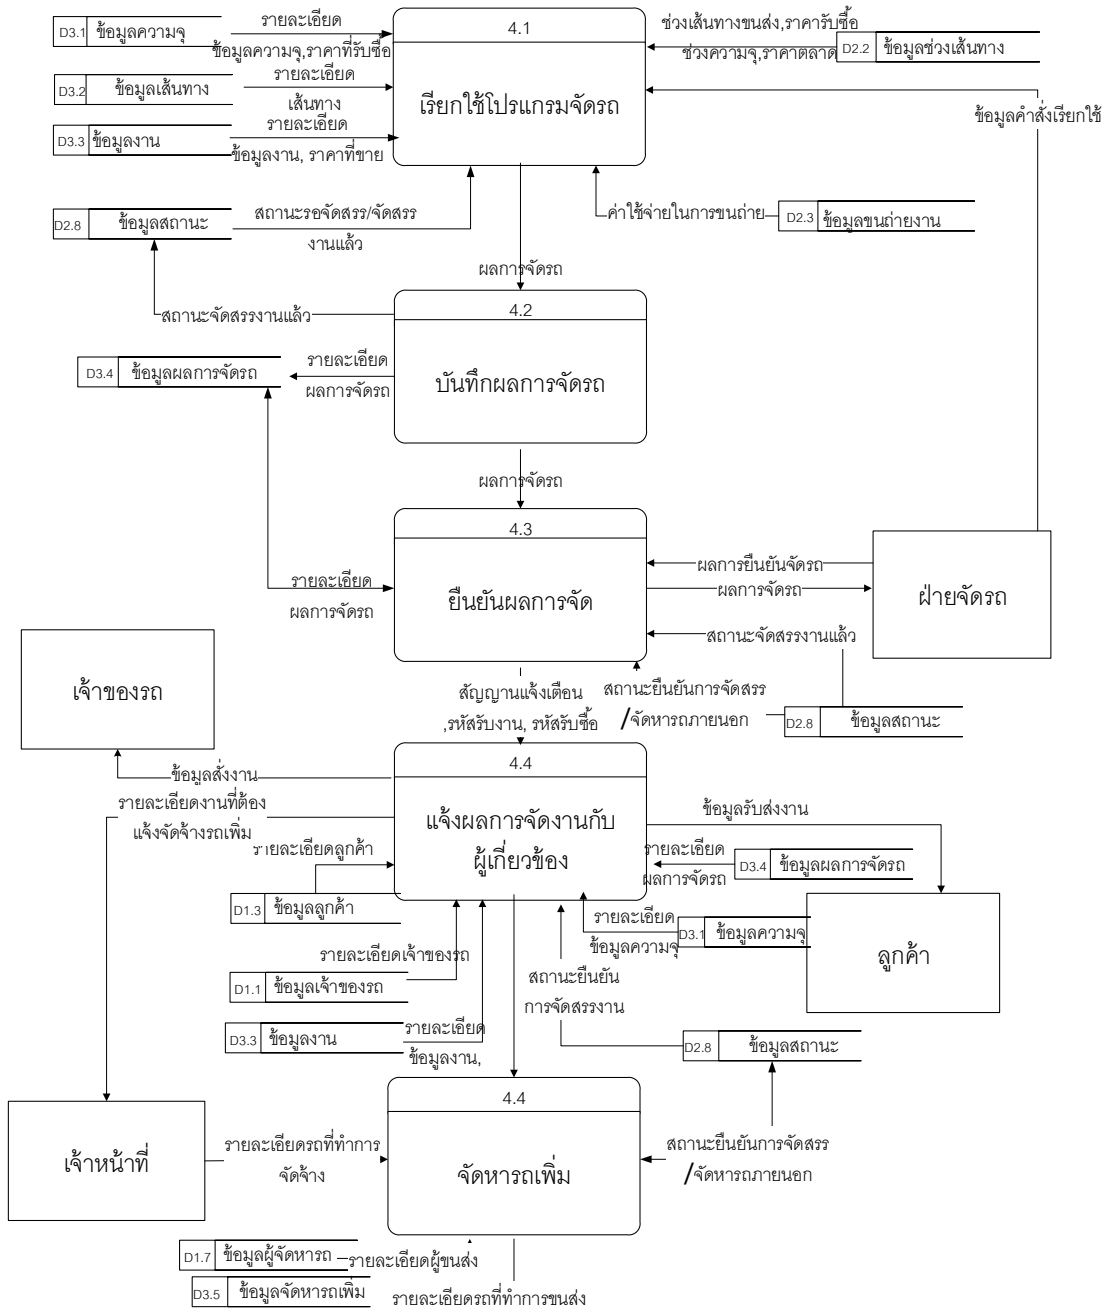 รายละเอียด
D3.1 ข้อมูลความจุ
ข้อมูลความจุ,ราคาที่รับซื้อ
4.1
ช่วงเส้นทางขนส่ง,ราคารับซื้อ
ช่วงความจุ,ราคาตลาด
D2.2 ข้อมูลช่วงเส้นทาง
รายละเอียด
D3.2 ข้อมูลเส้นทาง
เส้นทาง
เรียกใช้โปรแกรมจัดรถ
ข้อมูลคำสั่งเรียกใช้
รายละเอียด
D3.3 ข้อมูลงาน
ข้อมูลงาน, ราคาที่ขาย
D2.8 ข้อมูลสถานะ
สถานะรอจัดสรร/จัดสรร
งานแล้ว
ค่าใช้จ่ายในการขนถ่าย
D2.3 ข้อมูลขนถ่ายงาน
ผลการจัดรถ
4.2
สถานะจัดสรรงานแล้ว
D3.4 ข้อมูลผลการจัดรถ
รายละเอียด
ผลการจัดรถ
บันทึกผลการจัดรถ
ผลการจัดรถ
4.3
ผลการยืนยันจัดรถ
รายละเอียด
ผลการจัดรถ
ยืนยันผลการจัด
ผลการจัดรถ
ฝ่ายจัดรถ
สถานะจัดสรรงานแล้ว
เจ้าของรถ
สัญญานแจ้งเตือน
,รหัสรับงาน, รหัสรับซื้อ
สถานะยืนยันการจัดสรร
/จัดหารถภายนอก
D2.8 ข้อมูลสถานะ
4.4
ข้อมูลสั่งงาน
รายละเอียดงานที่ต้อง
แจ้งจัดจ้างรถเพิ่ม
แจ้งผลการจัดงานกับ
ผู้เกี่ยวข้อง
ข้อมูลรับส่งงาน
รายละเอียดลูกค้า
รายละเอียด
ผลการจัดรถ
D3.4 ข้อมูลผลการจัดรถ
D1.3 ข้อมูลลูกค้า
รายละเอียด
ข้อมูลความจุ
D3.1 ข้อมูลความจุ
ลูกค้า
รายละเอียดเจ้าของรถ
D1.1 ข้อมูลเจ้าของรถ
สถานะยืนยัน
การจัดสรรงาน
D3.3 ข้อมูลงาน
รายละเอียด
ข้อมูลงาน,
D2.8 ข้อมูลสถานะ
4.4
เจ้าหน้าที่
รายละเอียดรถที่ทำการ
จัดจ้าง
จัดหารถเพิ่ม
สถานะยืนยันการจัดสรร
/จัดหารถภายนอก
D1.7 ข้อมูลผู้จัดหารถ
รายละเอียดผู้ขนส่ง
D3.5 ข้อมูลจัดหารถเพิ่ม
รายละเอียดรถที่ทำการขนส่ง